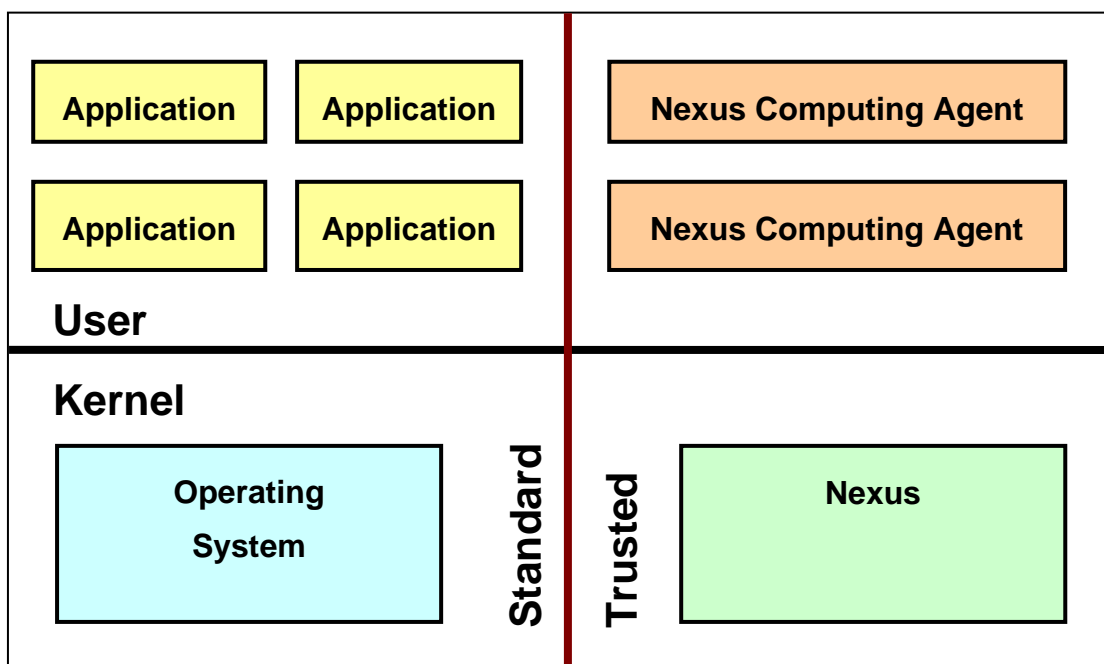 Application
Application
Nexus Computing Agent
Application
Application
Nexus Computing Agent
User
Kernel
Operating
System
Standard
Trusted
Nexus